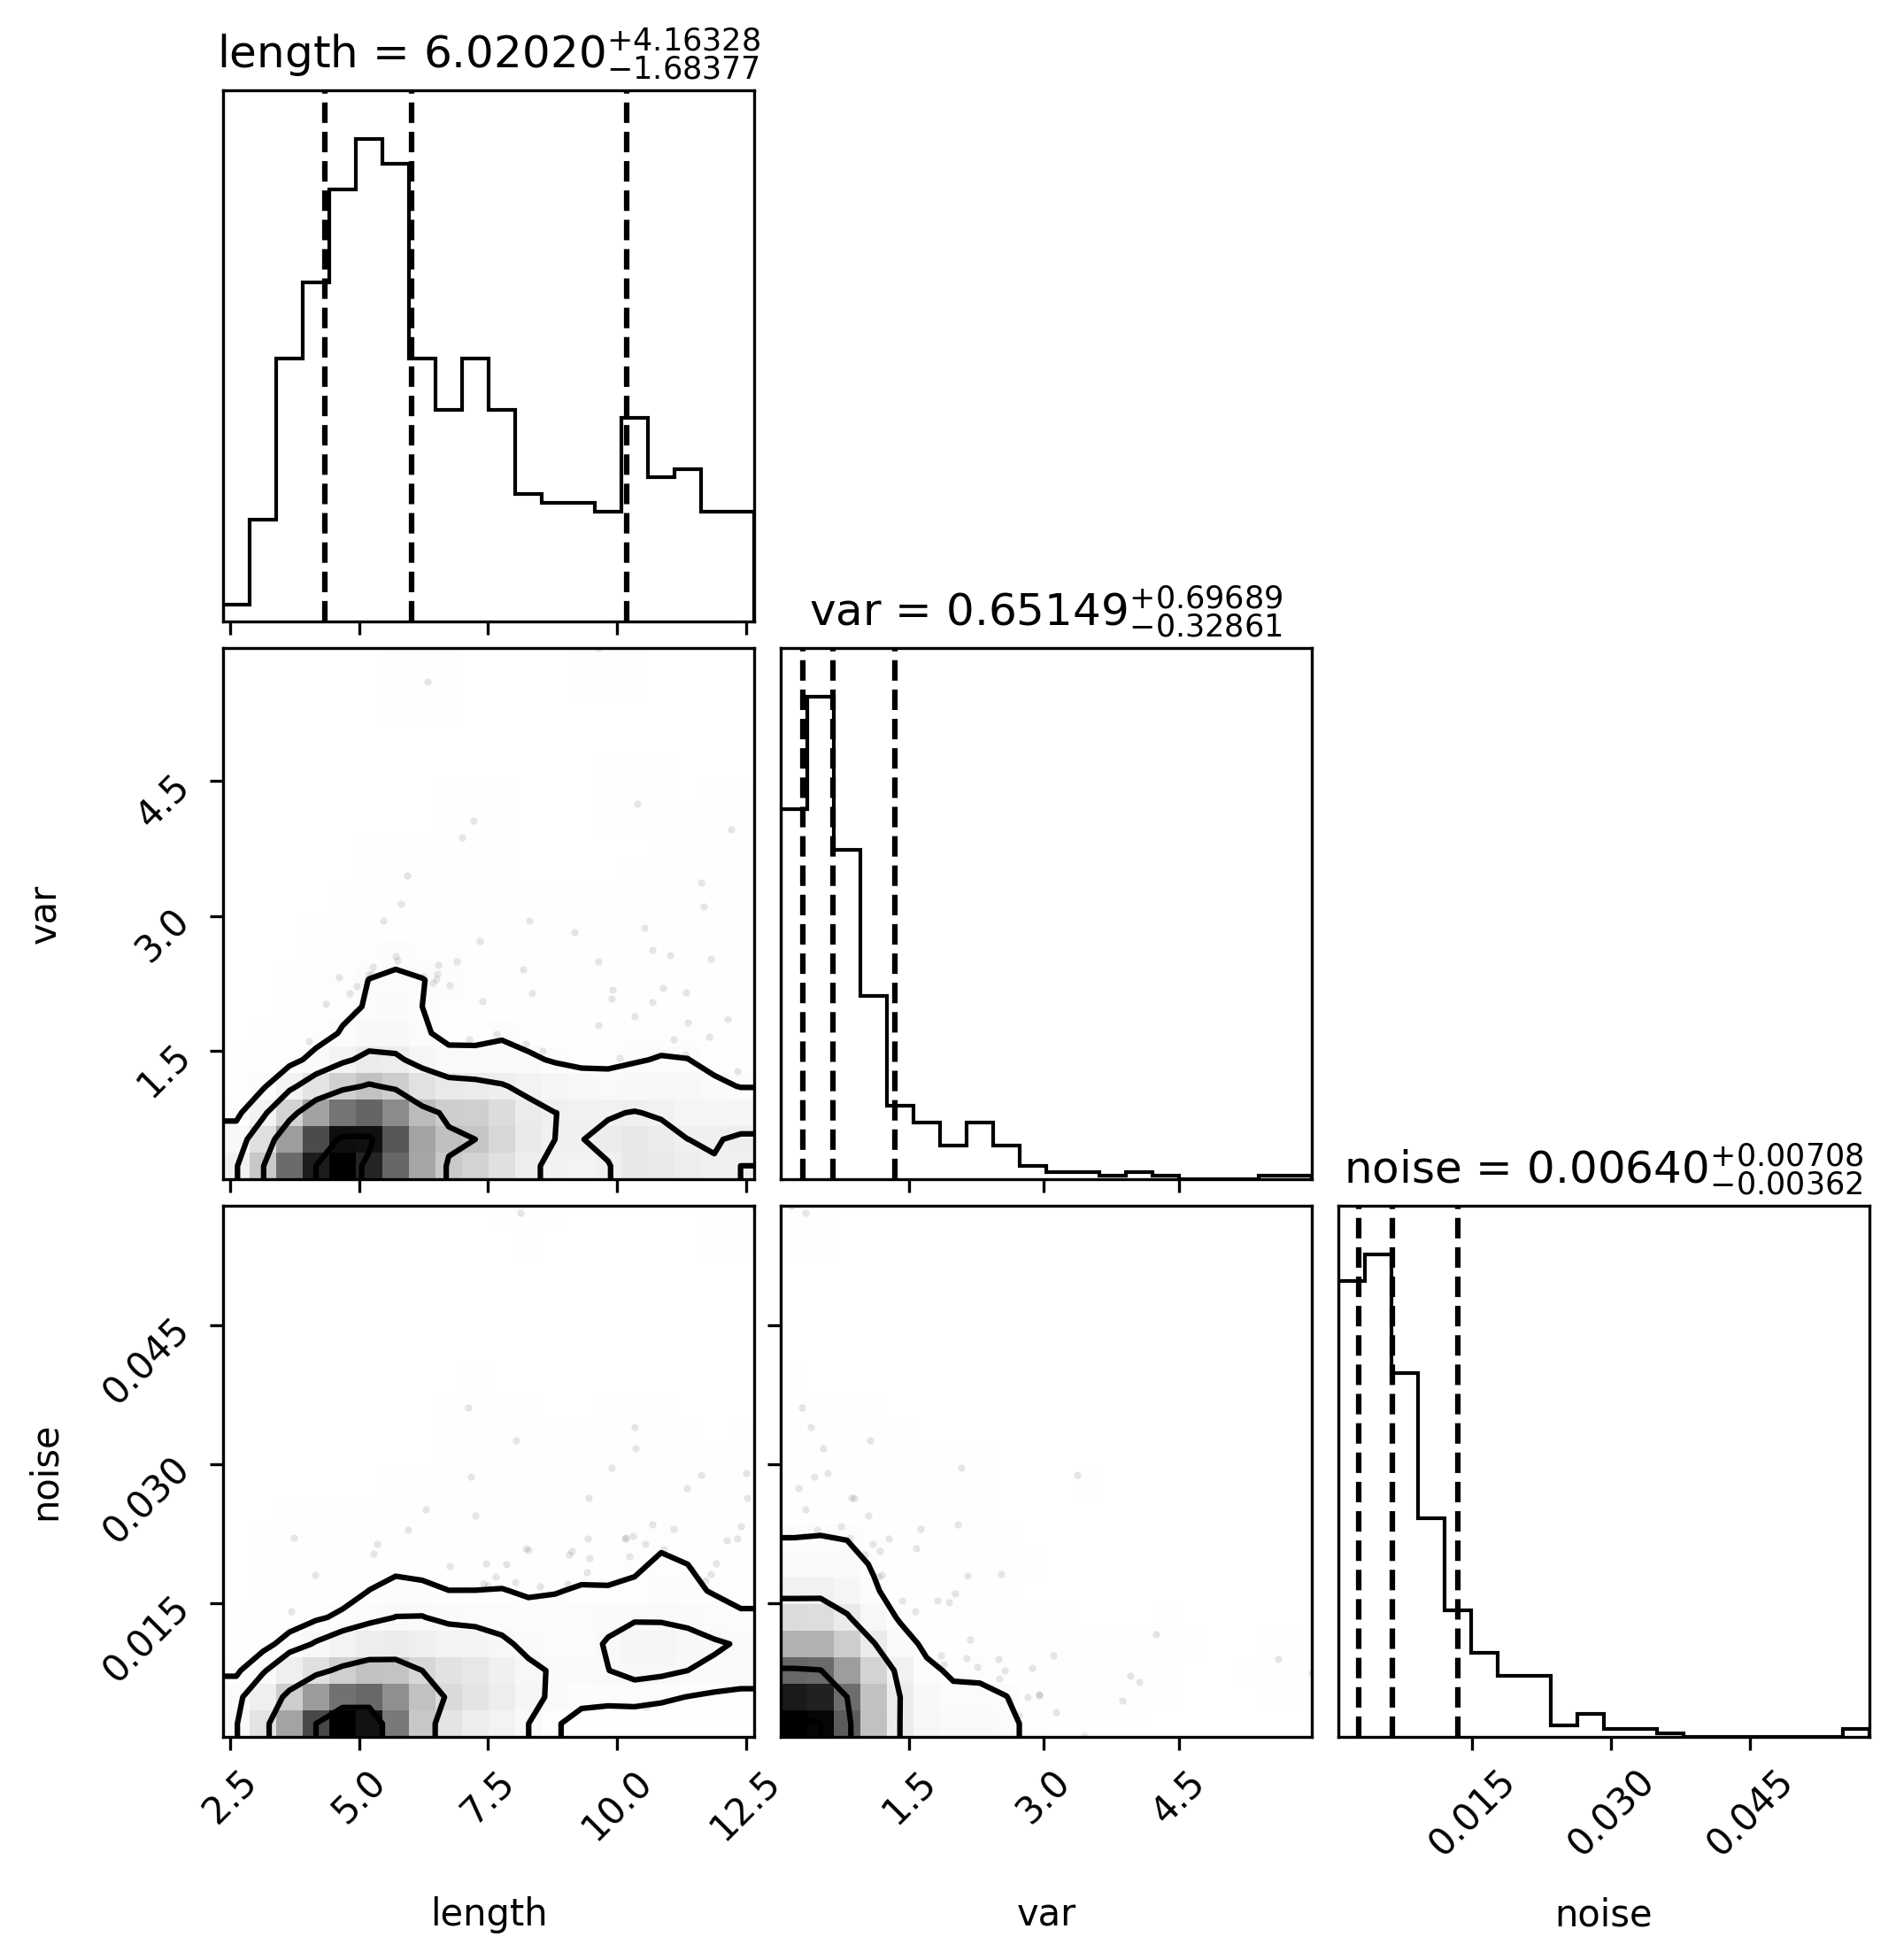 length = 6.02020+4.16328−1.68377
var = 0.65149+0.69689−0.32861
4.5
3.0
1.5
var
noise = 0.00640+0.00708−0.00362
0.045
0.030
0.015
noise
2.5 5.0 7.5 10.0 12.5 1.5 3.0 4.5 0.015 0.030 0.045
length var noise